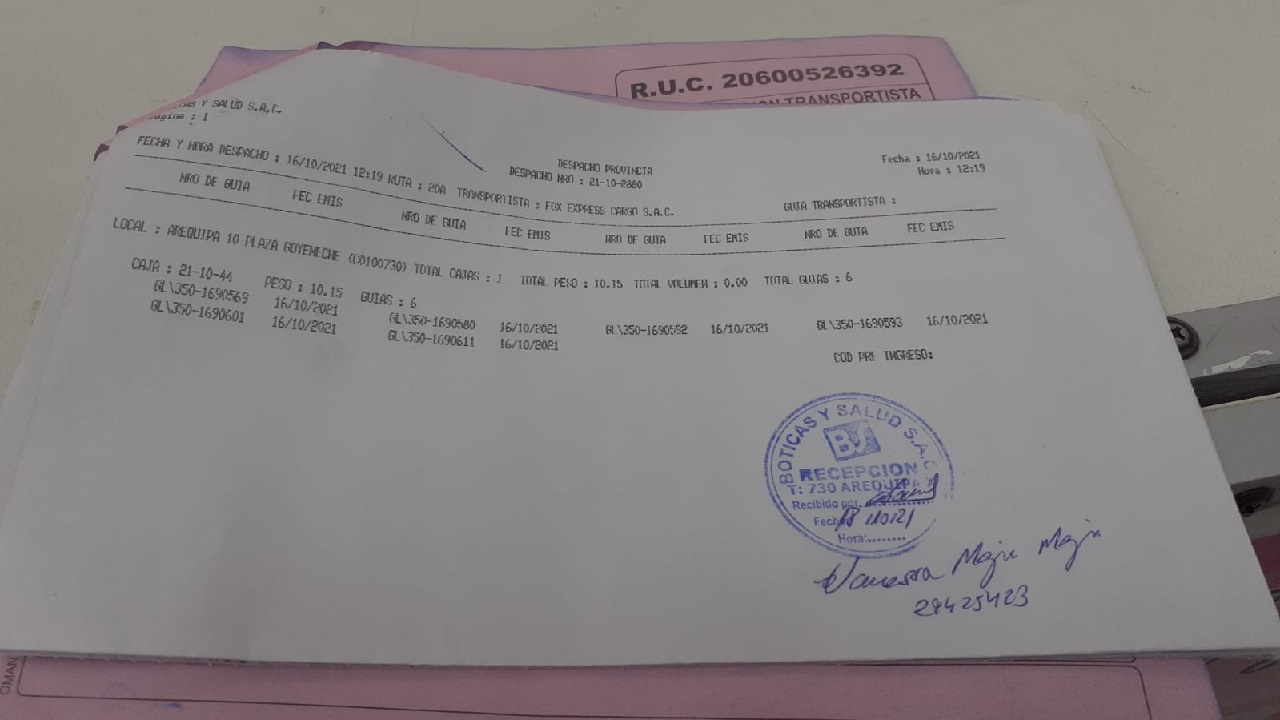 R.U.C. 20600526392
TRANSPORTISTA
Y SALUD S.A.C.
: 1
DESPACHO PROVINCIA
DESPACHO NRO : 21-10-2880
Fecha : 16/10/2021
Hora : 12:19
FECHA Y HORA DESPACHO : 16/10/2021 12:19 RUTA : 20A TRANSPORTISTA : FOX EXPRESS CARGO S.A.C. GUIA TRANSPORTISTA :
NRO DE GUIA FEC EMIS NRO DE GUIA FEC EMIS NRO DE GUIA FEC EMIS NRO DE GUIA FEC EMIS
LOCAL : AREQUIPA 10 PLAZA GOYENECHE (C0100730) TOTAL CAJAS : 1 TOTAL PESO : 10.15 TOTAL VOLUMEN : 0.00 TOTAL GUIAS : 6
CAJA : 21-10-44 PESO : 10.15 GUIAS : 6
GL\350-1690569 16/10/2021 GL\350-1690580 16/10/2021 GL\350-1690582 16/10/2021 GL\350-1690593 16/10/2021
GL\350-1690601 16/10/2021 GL\350-1690611 16/10/2021
COD PRE INGRESO:
BOTICAS Y SALUD S.A.C
BS
RECEPCION
T: 730 AREQUIPA X
Recibido por
Fecha 18/10/21
Hora:........
Vanessa
29425423